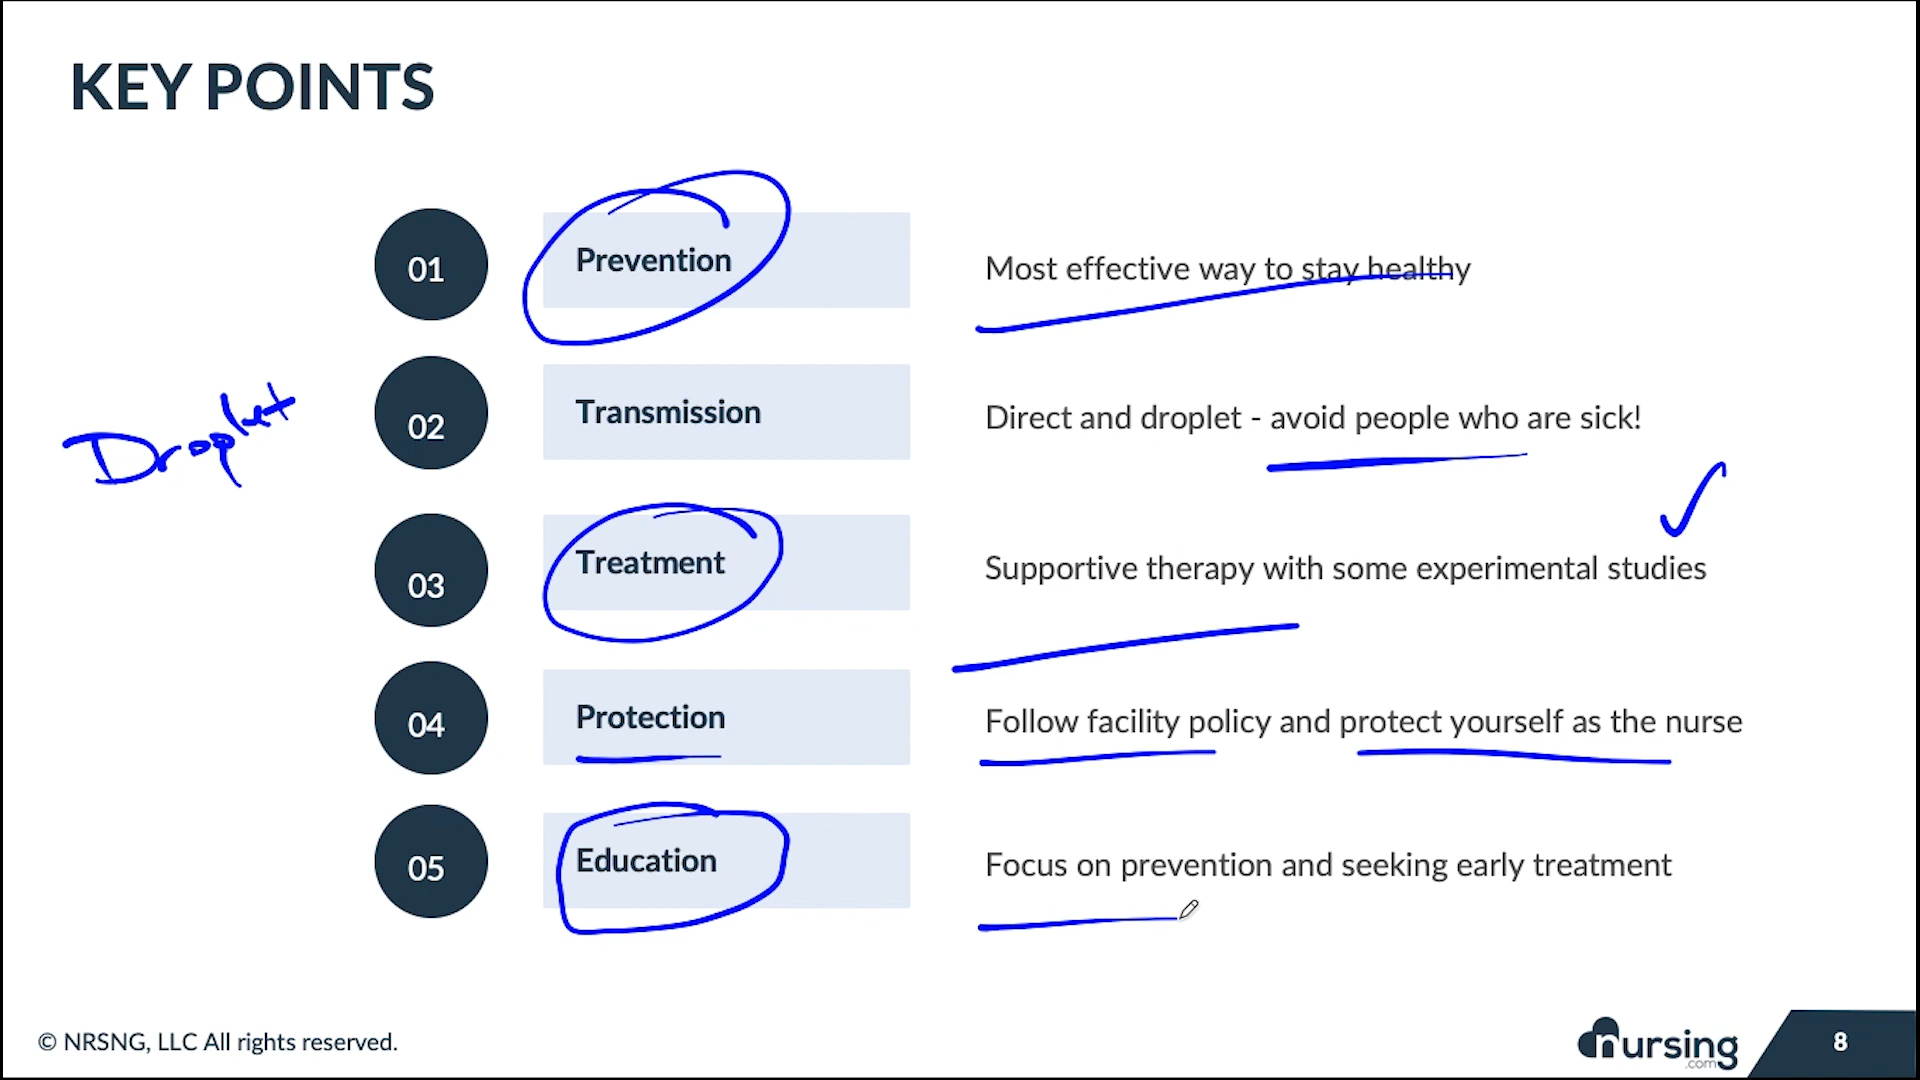 KEY POINTS
01 Prevention Most effective way to stay healthy
Droplet
02 Transmission Direct and droplet - avoid people who are sick!
03 Treatment Supportive therapy with some experimental studies
04 Protection Follow facility policy and protect yourself as the nurse
05 Education Focus on prevention and seeking early treatment
© NRSNG, LLC All rights reserved.
nursing
.com
8